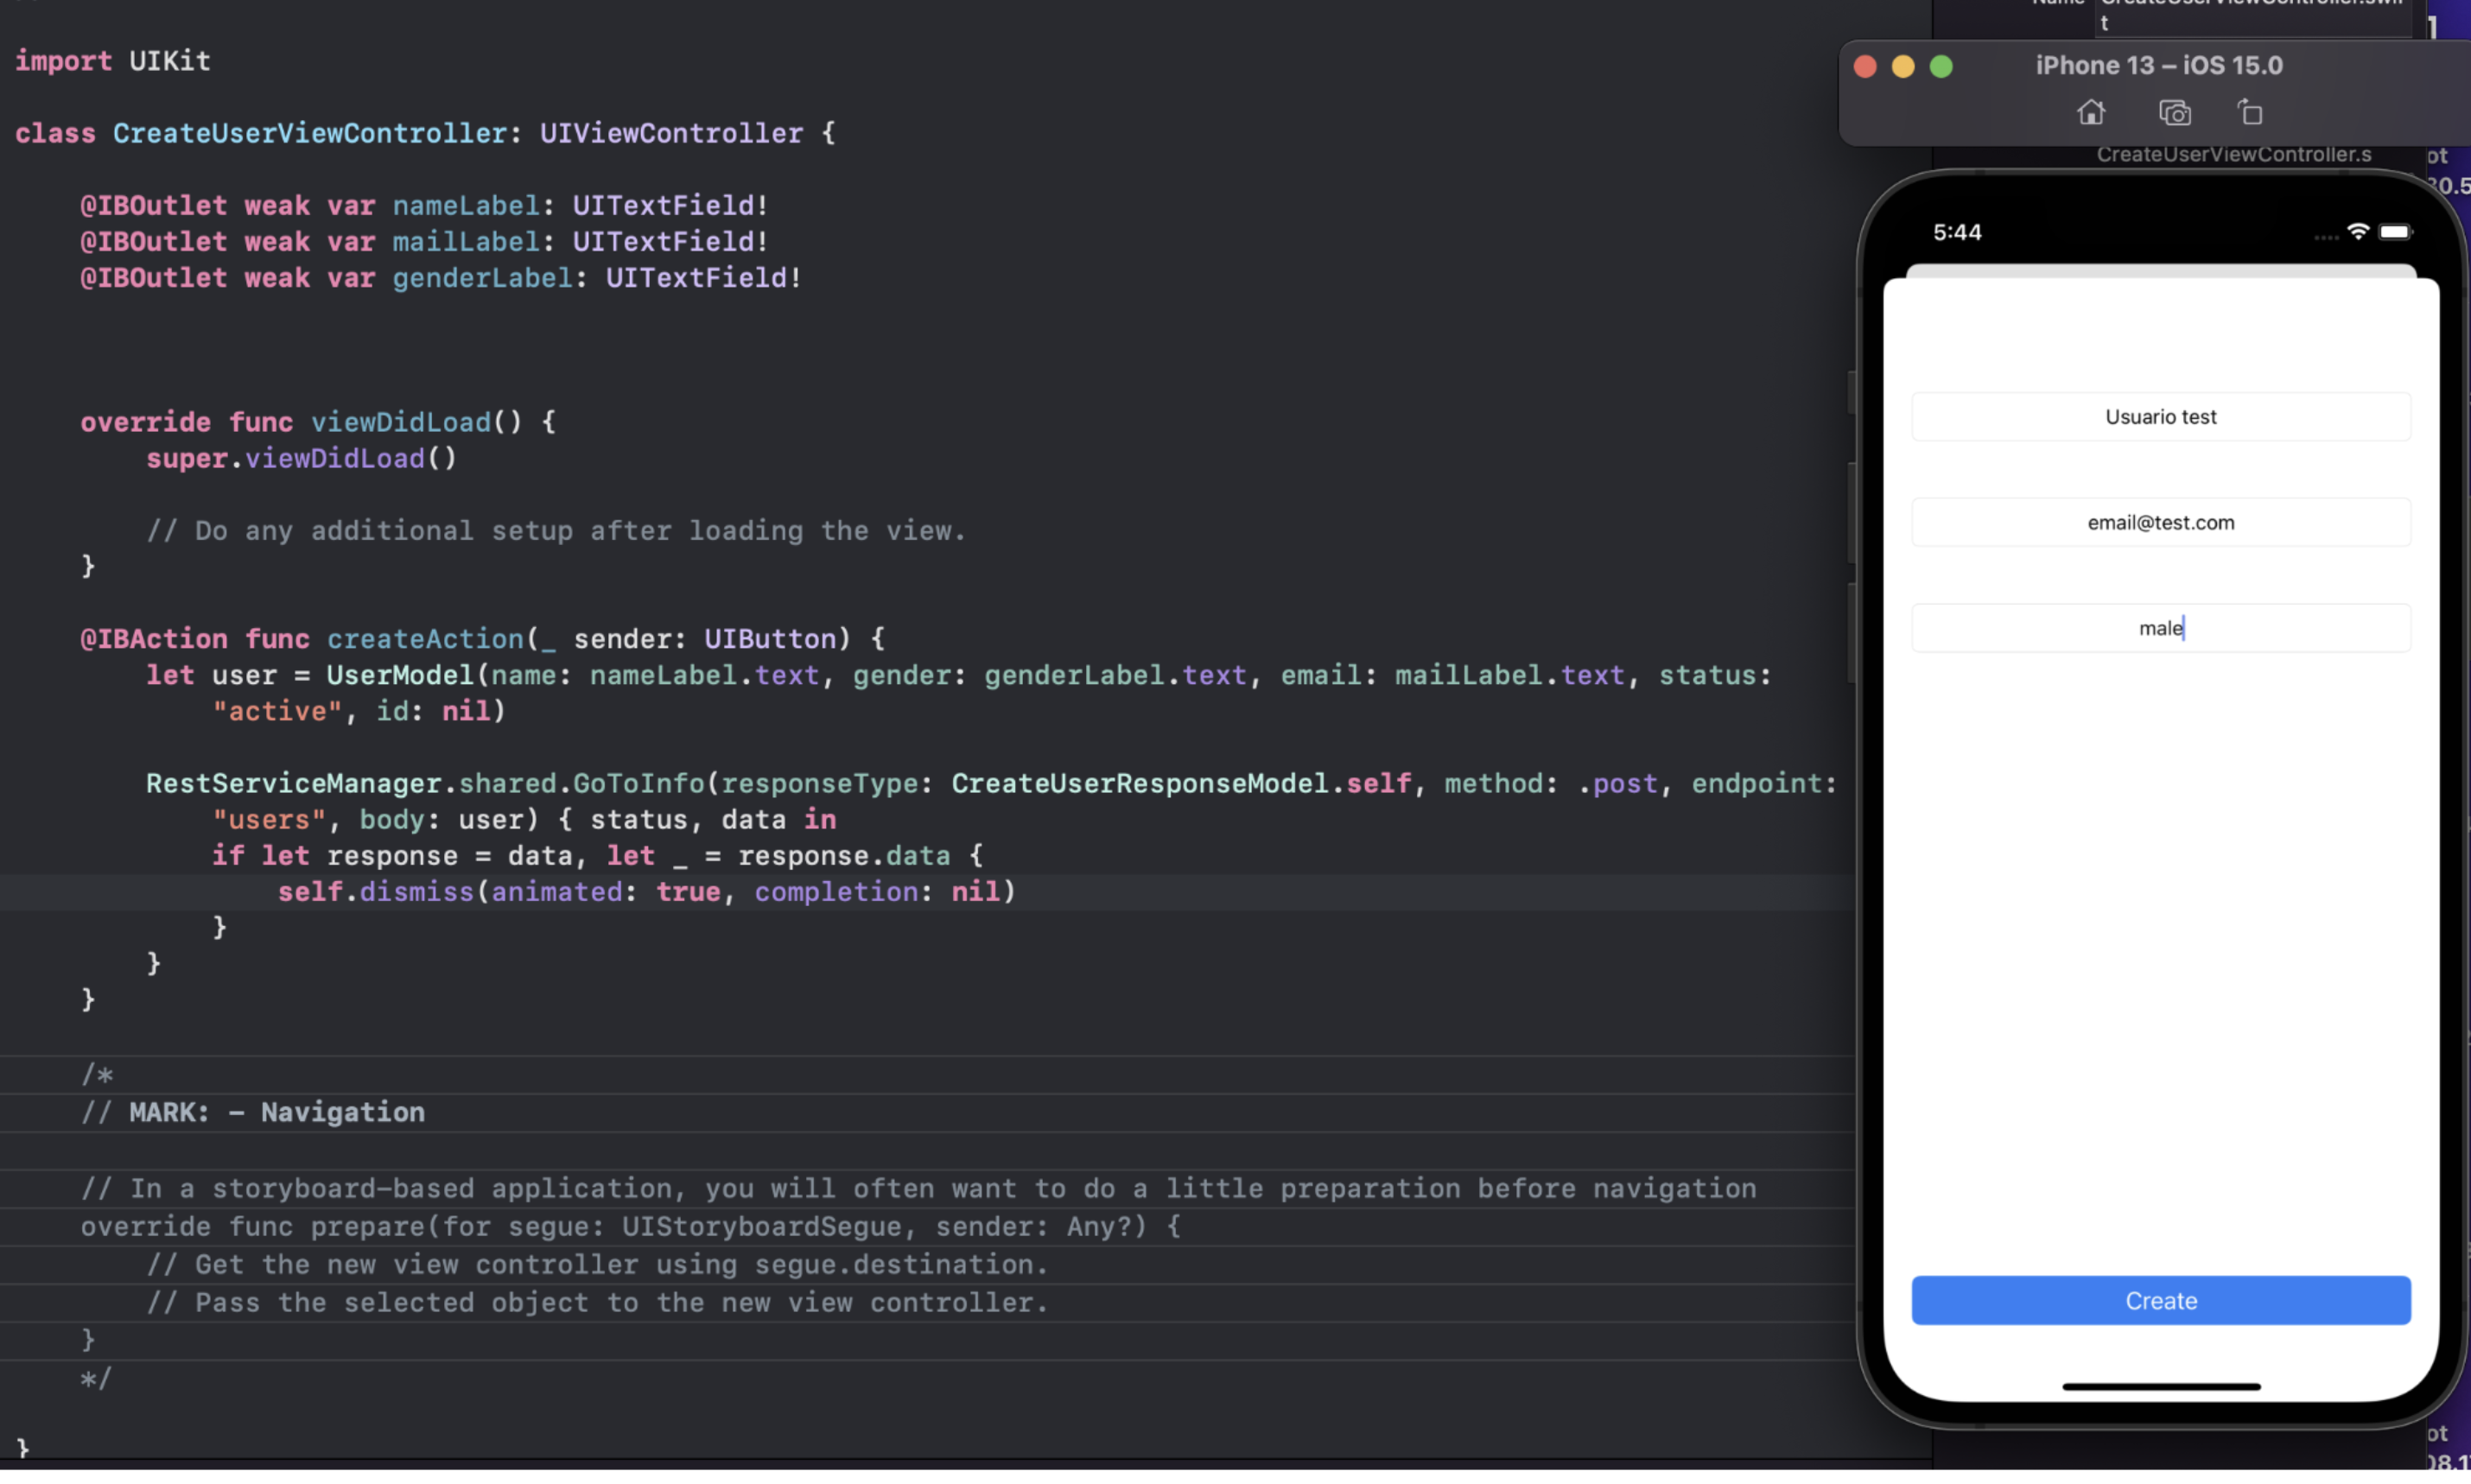 import UIKit
class CreateUserViewController: UIViewController {
@IBOutlet weak var nameLabel: UITextField!
@IBOutlet weak var mailLabel: UITextField!
@IBOutlet weak var genderLabel: UITextField!
override func viewDidLoad() {
super.viewDidLoad()
// Do any additional setup after loading the view.
}
@IBAction func createAction(_ sender: UIButton) {
let user = UserModel(name: nameLabel.text, gender: genderLabel.text, email: mailLabel.text, status:
"active", id: nil)
RestServiceManager.shared.GoToInfo(responseType: CreateUserResponseModel.self, method: .post, endpoint:
"users", body: user) { status, data in
if let response = data, let _ = response.data {
self.dismiss(animated: true, completion: nil)
}
}
}
/*
// MARK: - Navigation
// In a storyboard-based application, you will often want to do a little preparation before navigation
override func prepare(for segue: UIStoryboardSegue, sender: Any?) {
// Get the new view controller using segue.destination.
// Pass the selected object to the new view controller.
}
*/
}
Name CreateUserViewController.swif
t
iPhone 13 – iOS 15.0
CreateUserViewController.s
5:44
Usuario test
email@test.com
male
Create